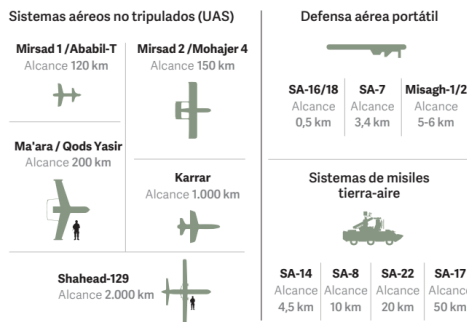 Sistemas aéreos no tripulados (UAS)
Mirsad 1 /Ababil-T
Alcance 120 km
Mirsad 2 /Mohajer 4
Alcance 150 km
Ma'ara / Qods Yasir
Alcance 200 km
Karrar
Alcance 1.000 km
Shahead-129
Alcance 2.000 km
Defensa aérea portátil
SA-16/18
Alcance
0,5 km
SA-7
Alcance
3,4 km
Misagh-1/2
Alcance
5-6 km
Sistemas de misiles
tierra-aire
SA-14
Alcance
4,5 km
SA-8
Alcance
10 km
SA-22
Alcance
20 km
SA-17
Alcance
50 km